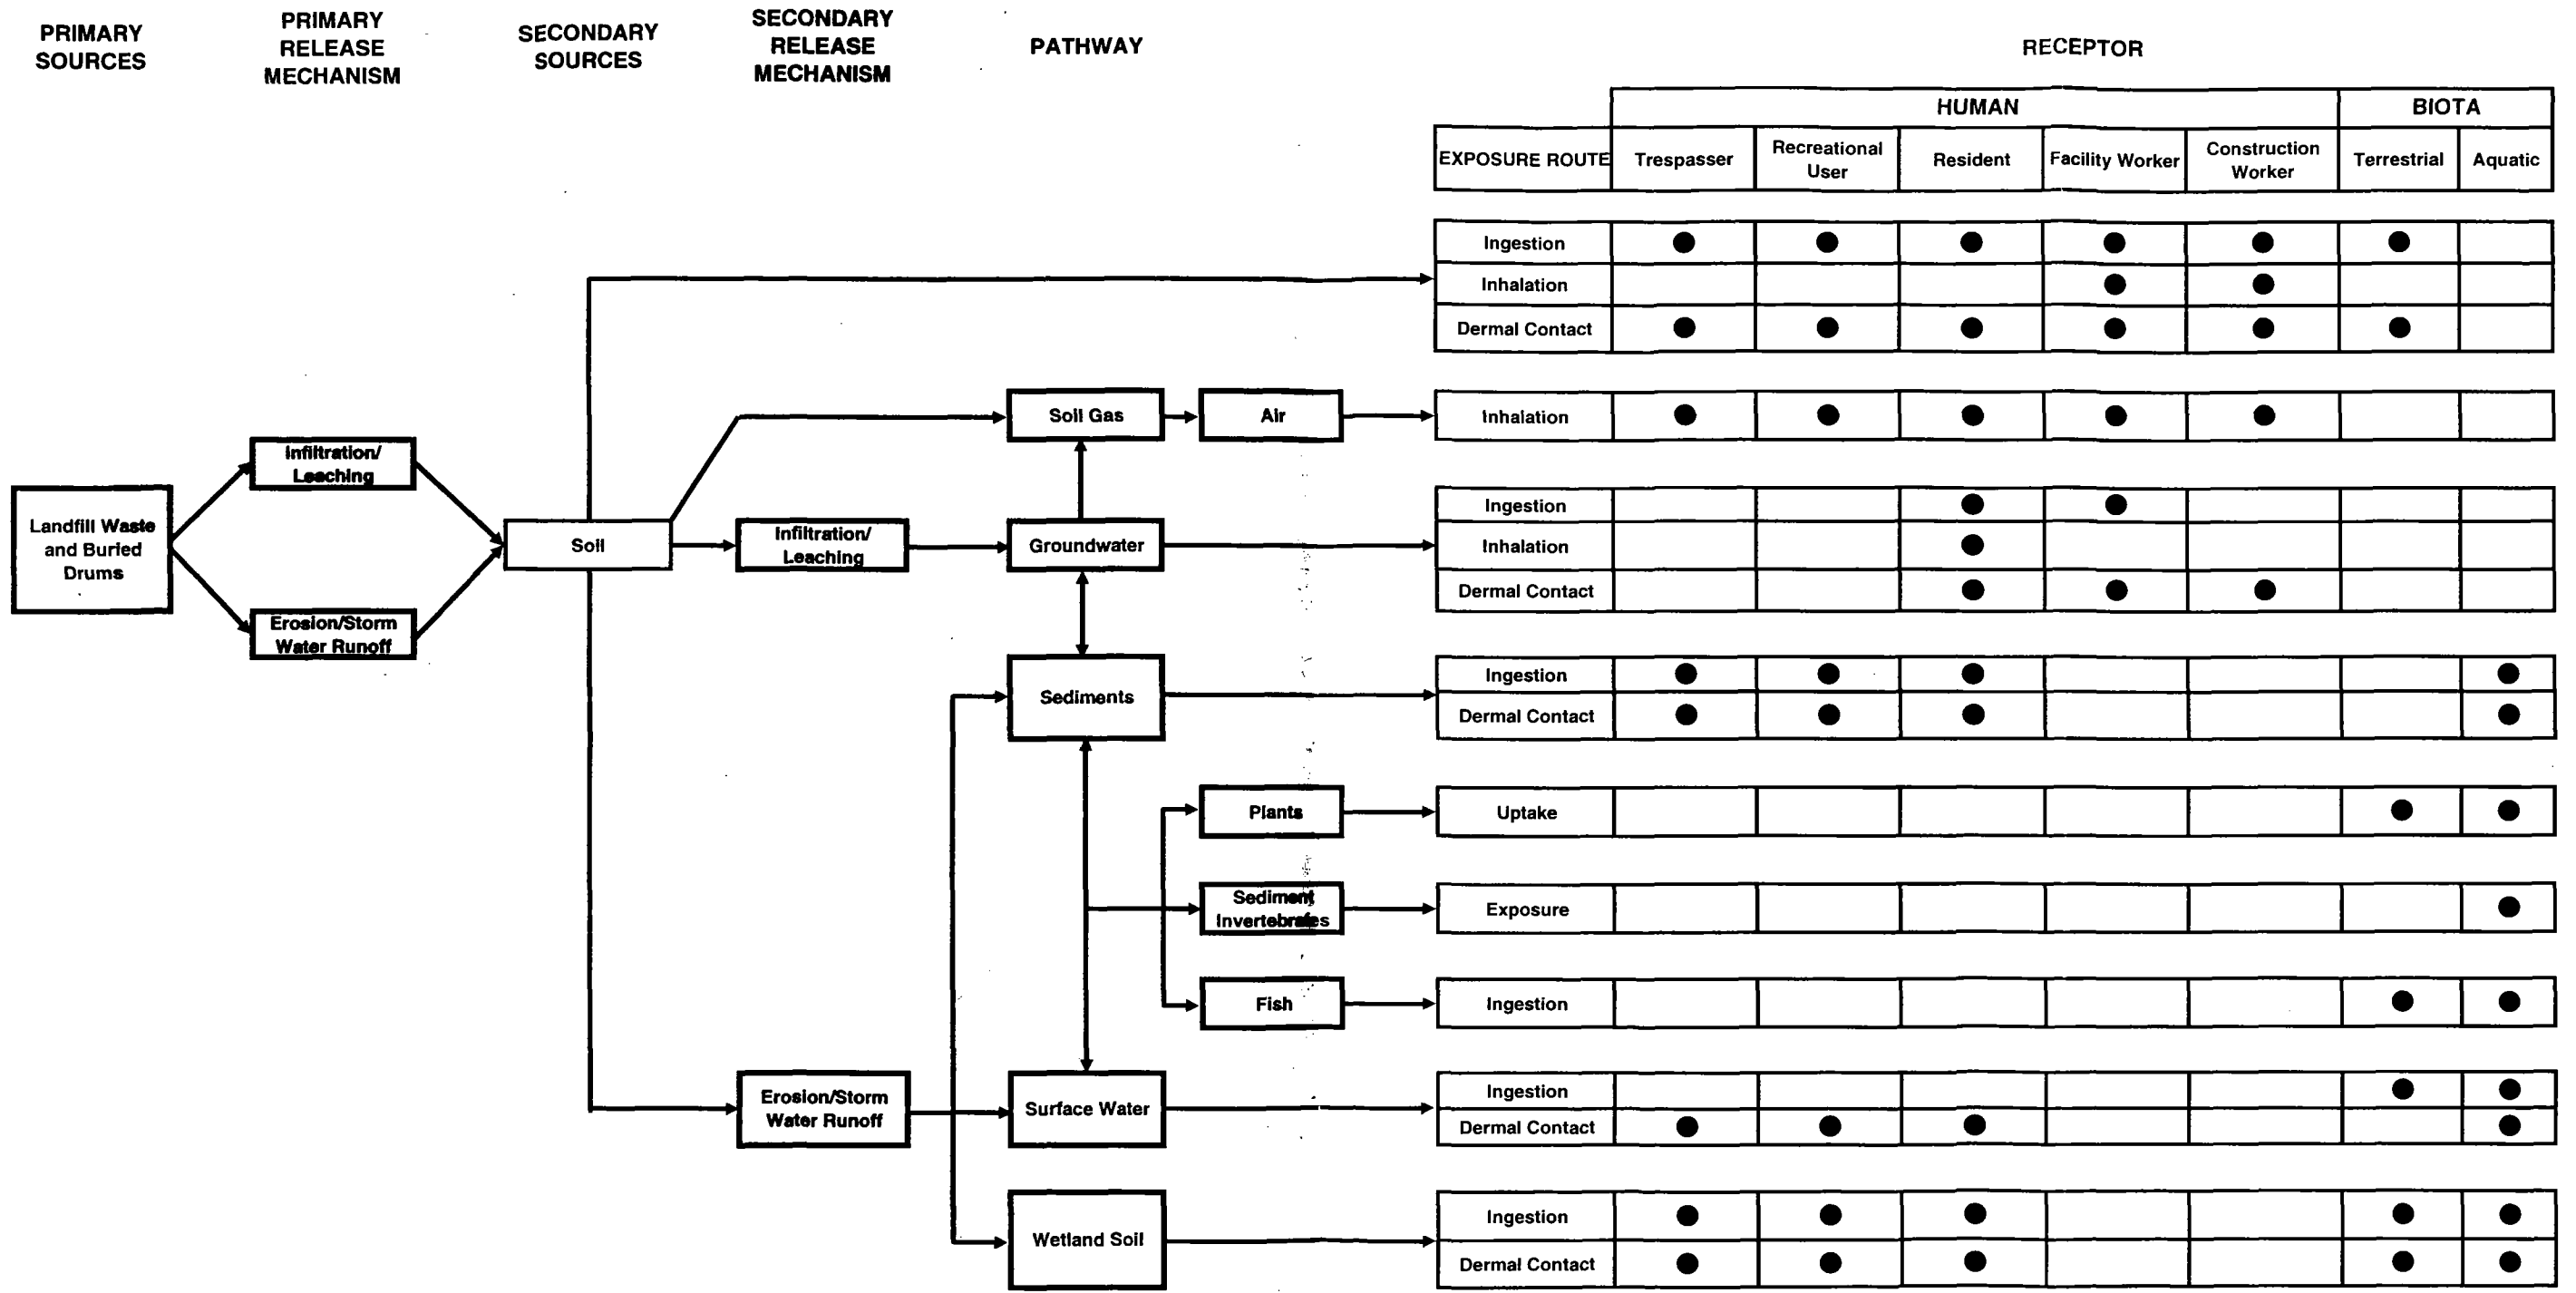 PRIMARY
SOURCES
PRIMARY
RELEASE
MECHANISM
SECONDARY
SOURCES
SECONDARY
RELEASE
MECHANISM
PATHWAY
RECEPTOR
HUMAN
BIOTA
EXPOSURE ROUTE
Trespasser
Recreational
User
Resident
Facility Worker
Construction
Worker
Terrestrial
Aquatic
Ingestion
Inhalation
Dermal Contact
Soil Gas
Air
Inhalation
Infiltration/
Leaching
Landfill Waste
and Buried
Drums
Erosion/Storm
Water Runoff
Soil
Infiltration/
Leaching
Groundwater
Ingestion
Inhalation
Dermal Contact
Sediments
Ingestion
Dermal Contact
Plants
Uptake
Sediment
Invertebrates
Exposure
Fish
Ingestion
Erosion/Storm
Water Runoff
Surface Water
Ingestion
Dermal Contact
Wetland Soil
Ingestion
Dermal Contact